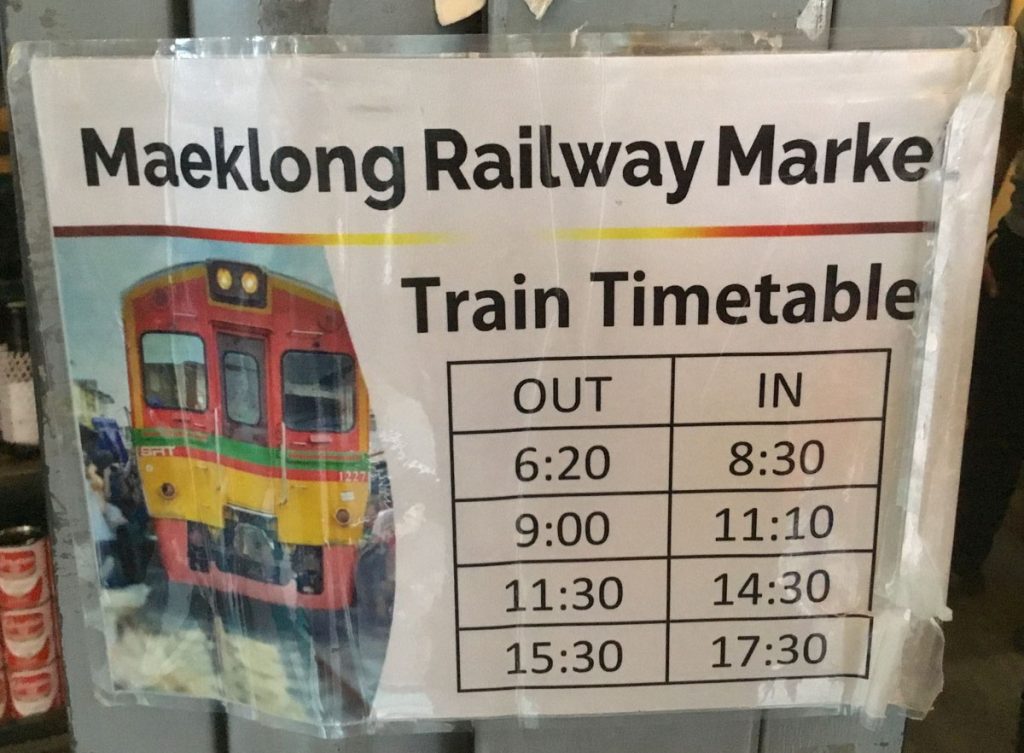 Maeklong Railway Marke
Train Timetable
OUT IN
6:20 8:30
9:00 11:10
11:30 14:30
15:30 17:30
SRT